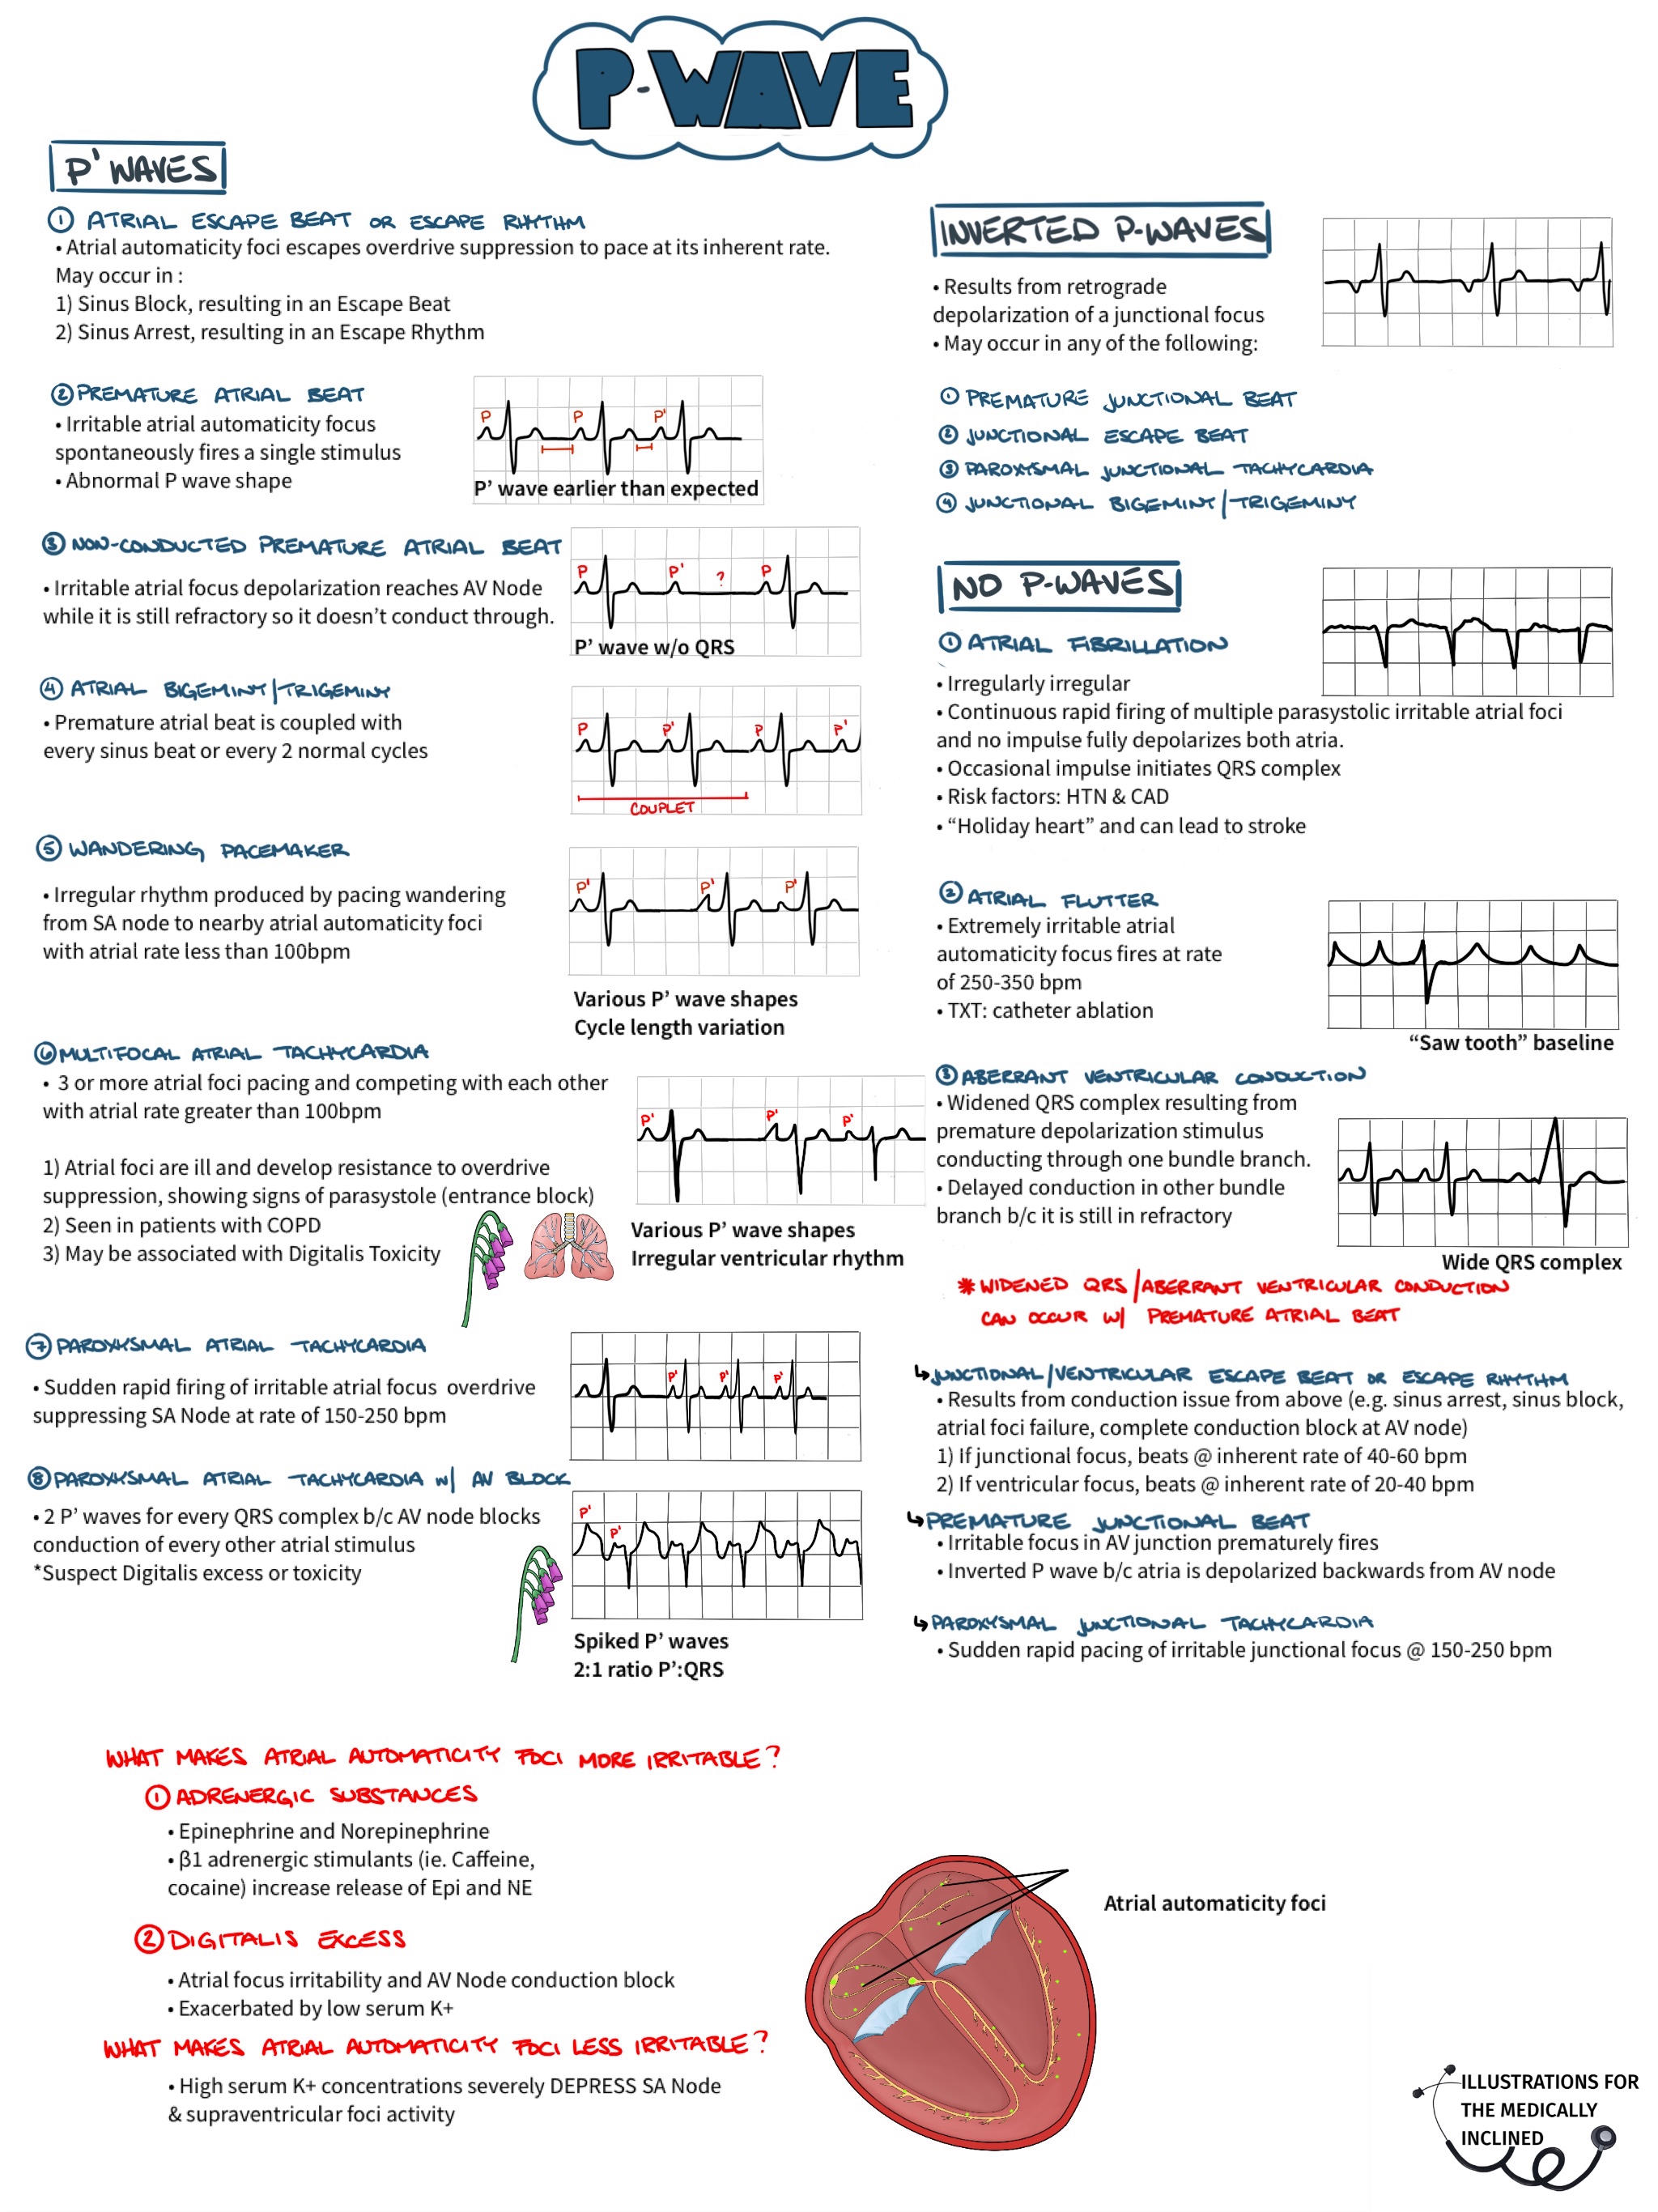 P-WAVE
P' WAVES
① ATRIAL ESCAPE BEAT OR ESCAPE RHYTHM
• Atrial automaticity foci escapes overdrive suppression to pace at its inherent rate.
May occur in :
1) Sinus Block, resulting in an Escape Beat
2) Sinus Arrest, resulting in an Escape Rhythm
② PREMATURE ATRIAL BEAT
• Irritable atrial automaticity focus
spontaneously fires a single stimulus
• Abnormal P wave shape
P P P'
P' wave earlier than expected
③ NON-CONDUCTED PREMATURE ATRIAL BEAT
• Irritable atrial focus depolarization reaches AV Node
while it is still refractory so it doesn't conduct through.
P P' ? P
P' wave w/o QRS
④ ATRIAL BIGEMINY/TRIGEMINY
• Premature atrial beat is coupled with
every sinus beat or every 2 normal cycles
P P' P P'
COUPLET
⑤ WANDERING PACEMAKER
• Irregular rhythm produced by pacing wandering
from SA node to nearby atrial automaticity foci
with atrial rate less than 100bpm
P' P' P'
Various P' wave shapes
Cycle length variation
⑥ MULTIFOCAL ATRIAL TACHYCARDIA
• 3 or more atrial foci pacing and competing with each other
with atrial rate greater than 100bpm
1) Atrial foci are ill and develop resistance to overdrive
suppression, showing signs of parasystole (entrance block)
2) Seen in patients with COPD
3) May be associated with Digitalis Toxicity
P' P' P'
Various P' wave shapes
Irregular ventricular rhythm
⑦ PAROXYSMAL ATRIAL TACHYCARDIA
• Sudden rapid firing of irritable atrial focus overdrive
suppressing SA Node at rate of 150-250 bpm
P' P' P'
⑧ PAROXYSMAL ATRIAL TACHYCARDIA W/ AV BLOCK
• 2 P' waves for every QRS complex b/c AV node blocks
conduction of every other atrial stimulus
*Suspect Digitalis excess or toxicity
P' P'
Spiked P' waves
2:1 ratio P':QRS
INVERTED P-WAVES
• Results from retrograde
depolarization of a junctional focus
• May occur in any of the following:
① PREMATURE JUNCTIONAL BEAT
② JUNCTIONAL ESCAPE BEAT
③ PAROXYSMAL JUNCTIONAL TACHYCARDIA
④ JUNCTIONAL BIGEMINY/TRIGEMINY
NO P-WAVES
① ATRIAL FIBRILLATION
• Irregularly irregular
• Continuous rapid firing of multiple parasystolic irritable atrial foci
and no impulse fully depolarizes both atria.
• Occasional impulse initiates QRS complex
• Risk factors: HTN & CAD
• "Holiday heart" and can lead to stroke
② ATRIAL FLUTTER
• Extremely irritable atrial
automaticity focus fires at rate
of 250-350 bpm
• TXT: catheter ablation
"Saw tooth" baseline
③ ABERRANT VENTRICULAR CONDUCTION
• Widened QRS complex resulting from
premature depolarization stimulus
conducting through one bundle branch.
• Delayed conduction in other bundle
branch b/c it is still in refractory
Wide QRS complex
* WIDENED QRS/ABERRANT VENTRICULAR CONDUCTION
CAN OCCUR W/ PREMATURE ATRIAL BEAT
↳ JUNCTIONAL/VENTRICULAR ESCAPE BEAT OR ESCAPE RHYTHM
• Results from conduction issue from above (e.g. sinus arrest, sinus block,
atrial foci failure, complete conduction block at AV node)
1) If junctional focus, beats @ inherent rate of 40-60 bpm
2) If ventricular focus, beats @ inherent rate of 20-40 bpm
↳ PREMATURE JUNCTIONAL BEAT
• Irritable focus in AV junction prematurely fires
• Inverted P wave b/c atria is depolarized backwards from AV node
↳ PAROXYSMAL JUNCTIONAL TACHYCARDIA
• Sudden rapid pacing of irritable junctional focus @ 150-250 bpm
WHAT MAKES ATRIAL AUTOMATICITY FOCI MORE IRRITABLE?
① ADRENERGIC SUBSTANCES
• Epinephrine and Norepinephrine
• β1 adrenergic stimulants (ie. Caffeine,
cocaine) increase release of Epi and NE
② DIGITALIS EXCESS
• Atrial focus irritability and AV Node conduction block
• Exacerbated by low serum K+
WHAT MAKES ATRIAL AUTOMATICITY FOCI LESS IRRITABLE?
• High serum K+ concentrations severely DEPRESS SA Node
& supraventricular foci activity
Atrial automaticity foci
ILLUSTRATIONS FOR
THE MEDICALLY
INCLINED